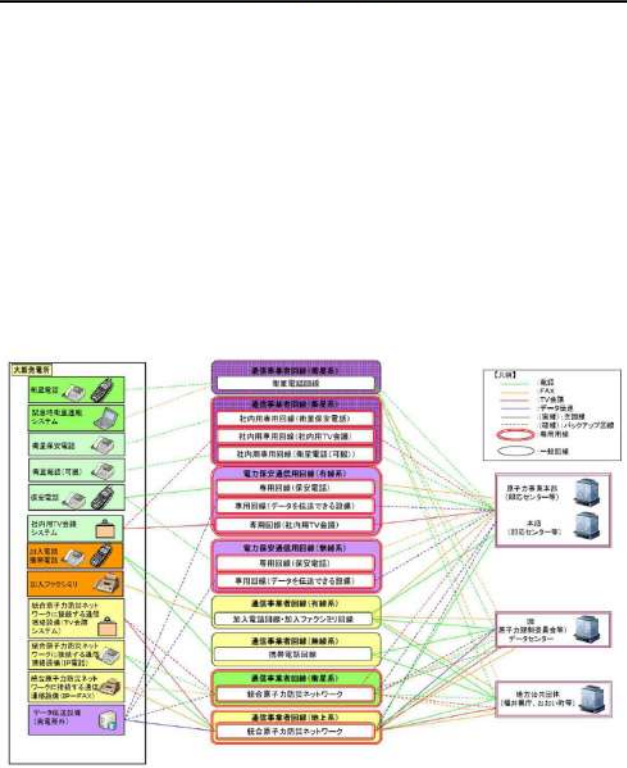 大飯発電所
衛星電話
緊急時衛星通報
システム
衛星保安電話
衛星電話(可搬)
保安電話
社内用TV会議
システム
加入電話
携帯電話
加入ファクシミリ
統合原子力防災ネット
ワークに接続する通信
連絡設備(TV会議
システム)
統合原子力防災ネット
ワークに接続する通信
連絡設備(IP電話)
統合原子力防災ネット
ワークに接続する通信
連絡設備(IP-FAX)
データ伝送設備
(発電所外)
通信事業者回線(衛星系)
衛星電話回線
通信事業者回線(衛星系)
社内用専用回線(衛星保安電話)
社内用専用回線(社内用TV会議)
社内用専用回線(衛星電話(可搬))
電力保安通信用回線(有線系)
専用回線(保安電話)
専用回線(データを伝送できる設備)
専用回線(社内用TV会議)
電力保安通信用回線(無線系)
専用回線(保安電話)
専用回線(データを伝送できる設備)
通信事業者回線(有線系)
加入電話回線・加入ファクシミリ回線
通信事業者回線(無線系)
携帯電話回線
通信事業者回線(衛星系)
統合原子力防災ネットワーク
通信事業者回線(地上系)
統合原子力防災ネットワーク
【凡例】
:電話
:FAX
:TV会議
:データ伝送
(実線):主回線
(破線):バックアップ回線
:専用回線
:一般回線
原子力事業本部
(対応センター等)
本店
(対応センター等)
国
(原子力規制委員会等)
データセンター
地方公共団体
(福井県庁、おおい町等)